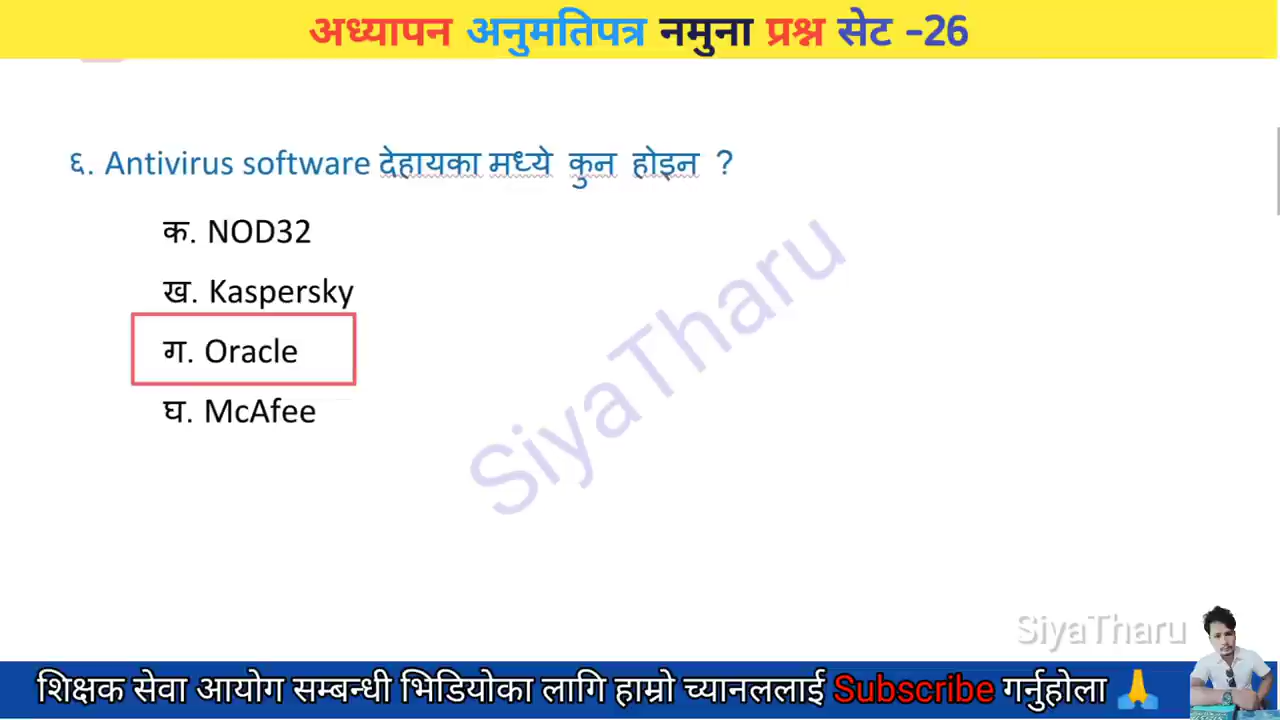 अध्यापन अनुमतिपत्र नमुना प्रश्न सेट -26
६. Antivirus software देहायका मध्ये कुन होइन ?
क. NOD32
ख. Kaspersky
ग. Oracle
घ. McAfee
SiyaTharu
SiyaTharu
शिक्षक सेवा आयोग सम्बन्धी भिडियोका लागि हाम्रो च्यानललाई Subscribe गर्नुहोला 🙏